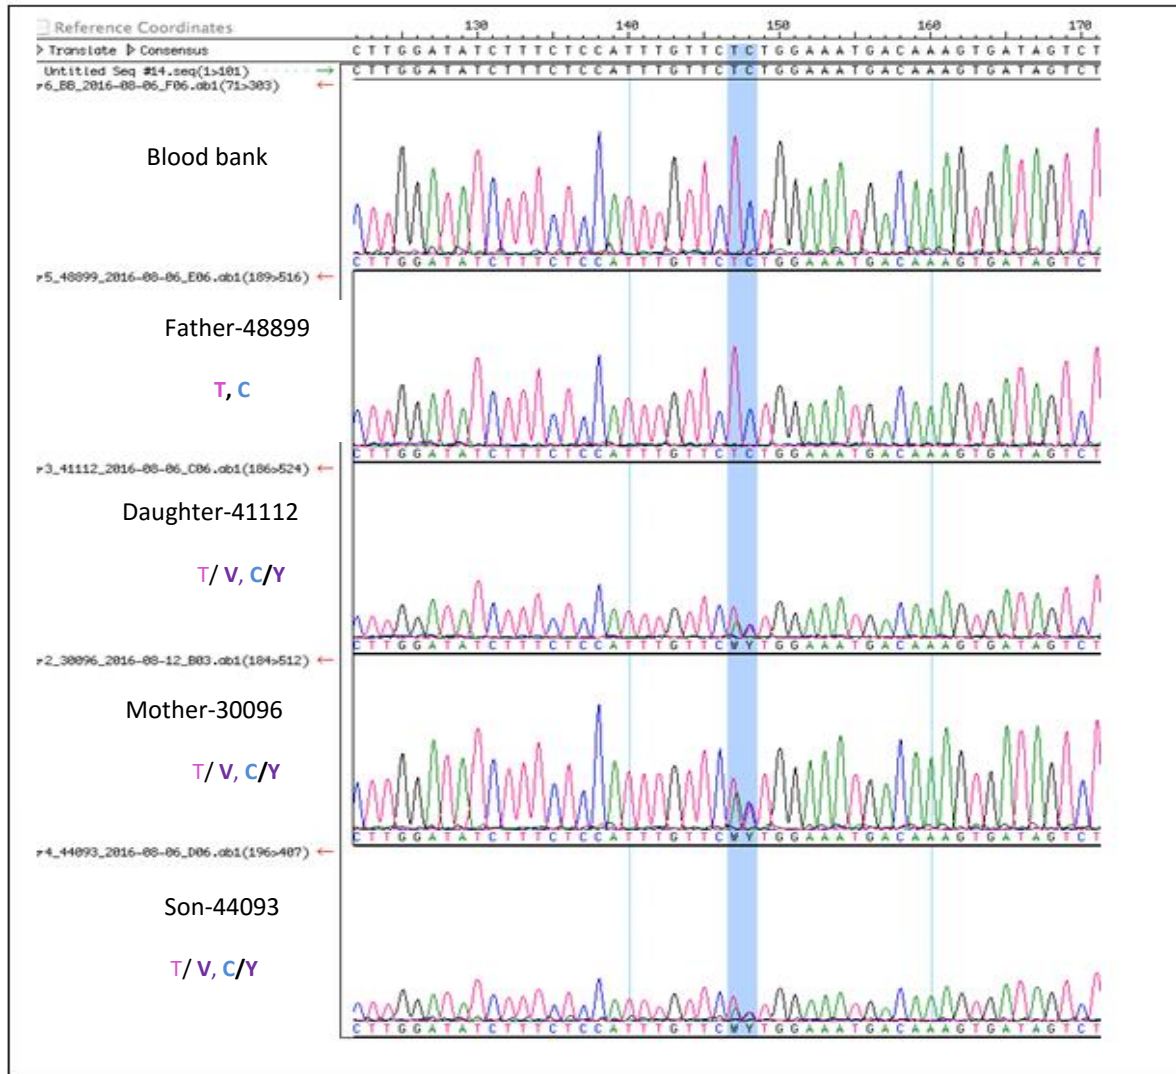 Reference Coordinates 130 140 150 160 170
Translate Consensus C T T G G A T A T C T T T C T C C A T T T G T T C T C T G G A A A T G A C A A A G T G A T A G T C T
Untitled Seq #14.seq(1>101) → C T T G G A T A T C T T T C T C C A T T T G T T C T C T G G A A A T G A C A A A G T G A T A G T C T
r6_BB_2016-08-06_F06.ab1(71>303) ←
Blood bank
C T T G G A T A T C T T T C T C C A T T T G T T C T C T G G A A A T G A C A A A G T G A T A G T C T
r5_48899_2016-08-06_E06.ab1(189>516) ←
Father-48899
T, C
C T T G G A T A T C T T T C T C C A T T T G T T C T C T G G A A A T G A C A A A G T G A T A G T C T
r3_41112_2016-08-06_C06.ab1(186>524) ←
Daughter-41112
T/ V, C/Y
C T T G G A T A T C T T T C T C C A T T T G T T C W Y T G G A A A T G A C A A A G T G A T A G T C T
r2_30096_2016-08-12_B03.ab1(184>512) ←
Mother-30096
T/ V, C/Y
C T T G G A T A T C T T T C T C C A T T T G T T C W Y T G G A A A T G A C A A A G T G A T A G T C T
r4_44093_2016-08-06_D06.ab1(196>407) ←
Son-44093
T/ V, C/Y
C T T G G A T A T C T T T C T C C A T T T G T T C W Y T G G A A A T G A C A A A G T G A T A G T C T